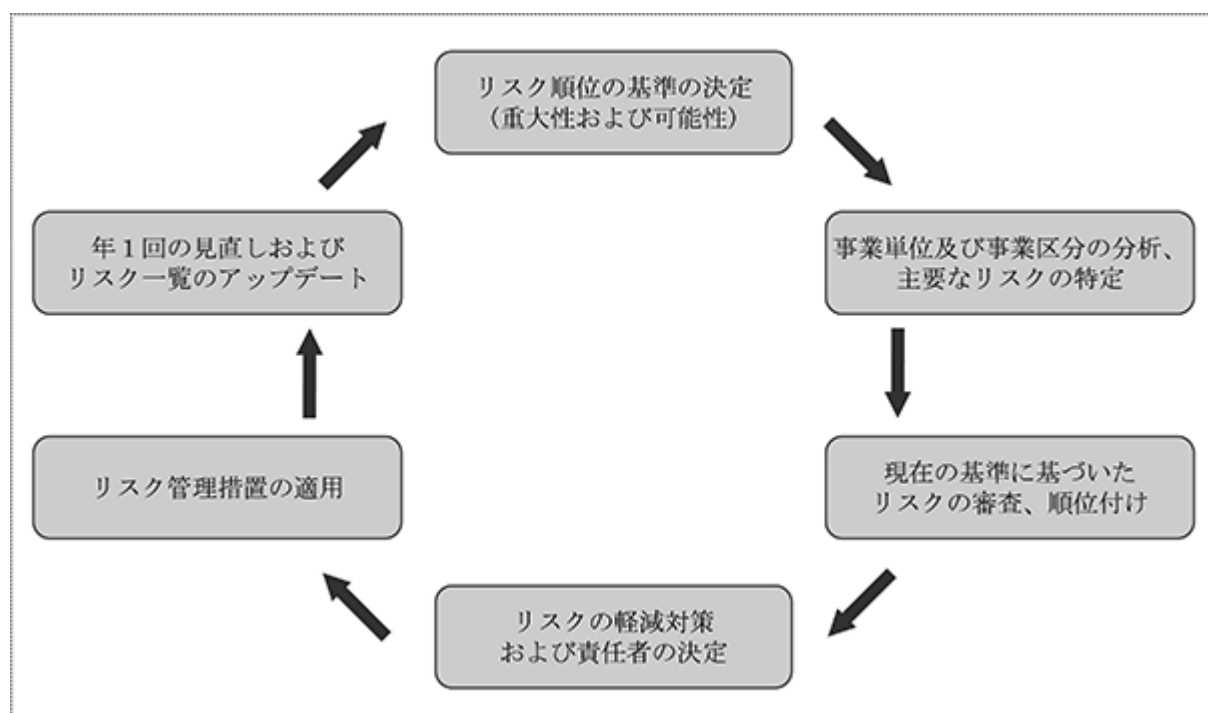 リスク順位の基準の決定
（重大性および可能性）
事業単位及び事業区分の分析、
主要なリスクの特定
現在の基準に基づいた
リスクの審査、順位付け
リスクの軽減対策
および責任者の決定
リスク管理措置の適用
年１回の見直しおよび
リスク一覧のアップデート